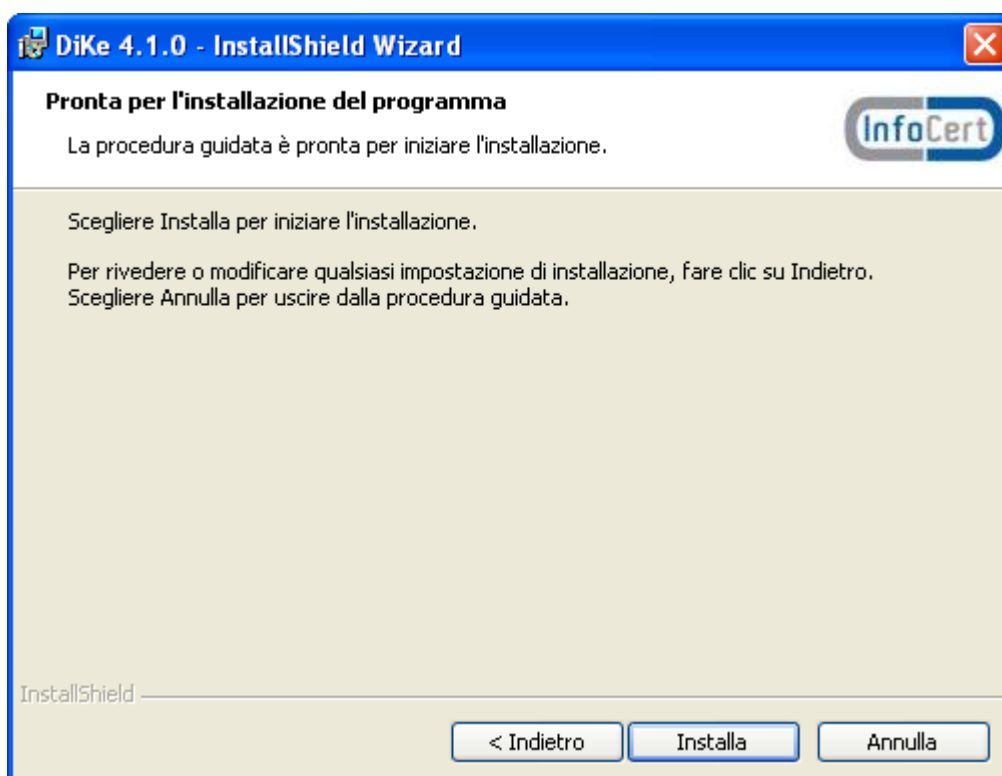 DiKe 4.1.0 - InstallShield Wizard
Pronta per l'installazione del programma
La procedura guidata è pronta per iniziare l'installazione.
InfoCert
Scegliere Installa per iniziare l'installazione.
Per rivedere o modificare qualsiasi impostazione di installazione, fare clic su Indietro.
Scegliere Annulla per uscire dalla procedura guidata.
InstallShield
< Indietro
Installa
Annulla